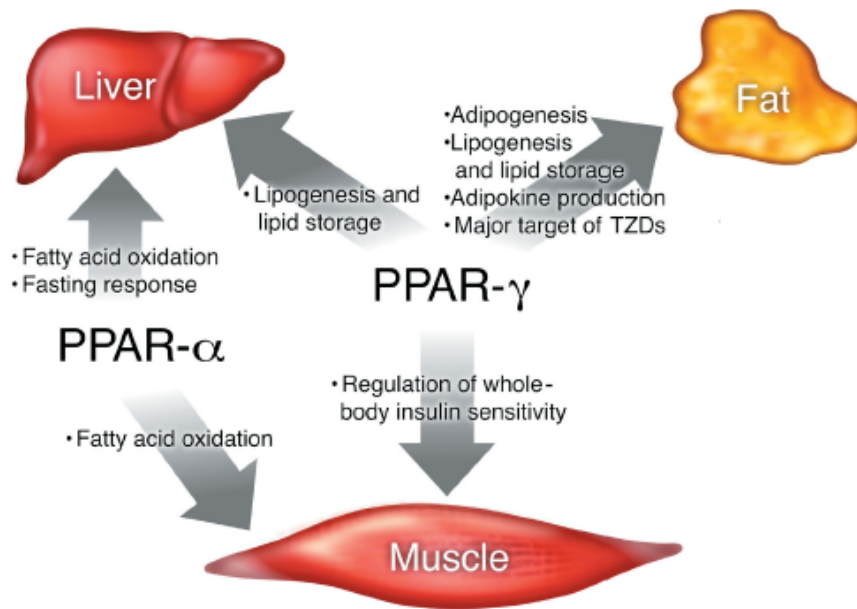 Liver
Fat
•Adipogenesis
•Lipogenesis
and lipid storage
•Adipokine production
•Major target of TZDs
•Lipogenesis and
lipid storage
•Fatty acid oxidation
•Fasting response
PPAR-γ
PPAR-α
•Regulation of whole-
body insulin sensitivity
•Fatty acid oxidation
Muscle